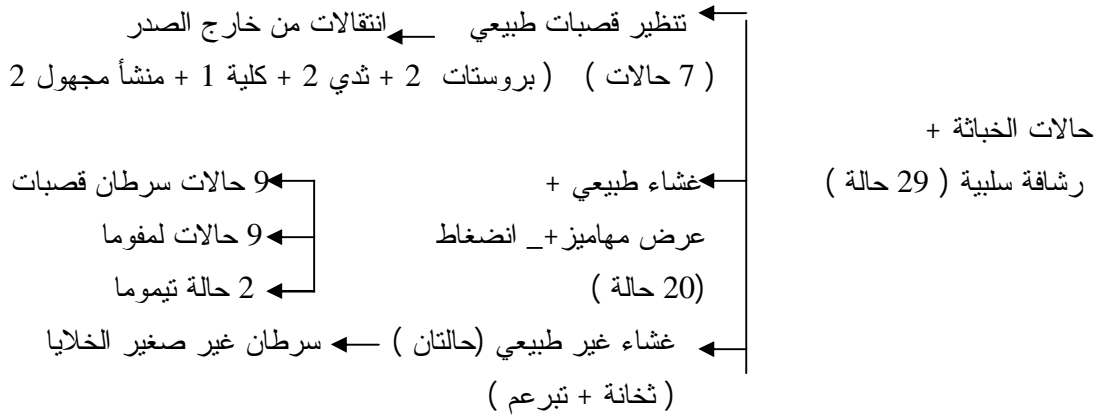 تنظير قصبات طبيعي انتقالات من خارج الصدر
( 7 حالات ) ( بروستات 2 + ثدي 2 + كلية 1 + منشأ مجهول 2
حالات الخباثة +
رشافة سلبية ( 29 حالة )
غشاء طبيعي + 9 حالات سرطان قصبات
عرض مهاميز+_ انضغاط 9 حالات لمفوما
(20 حالة ) 2 حالة تيموما
غشاء غير طبيعي (حالتان ) سرطان غير صغير الخلايا
( ثخانة + تبرعم )